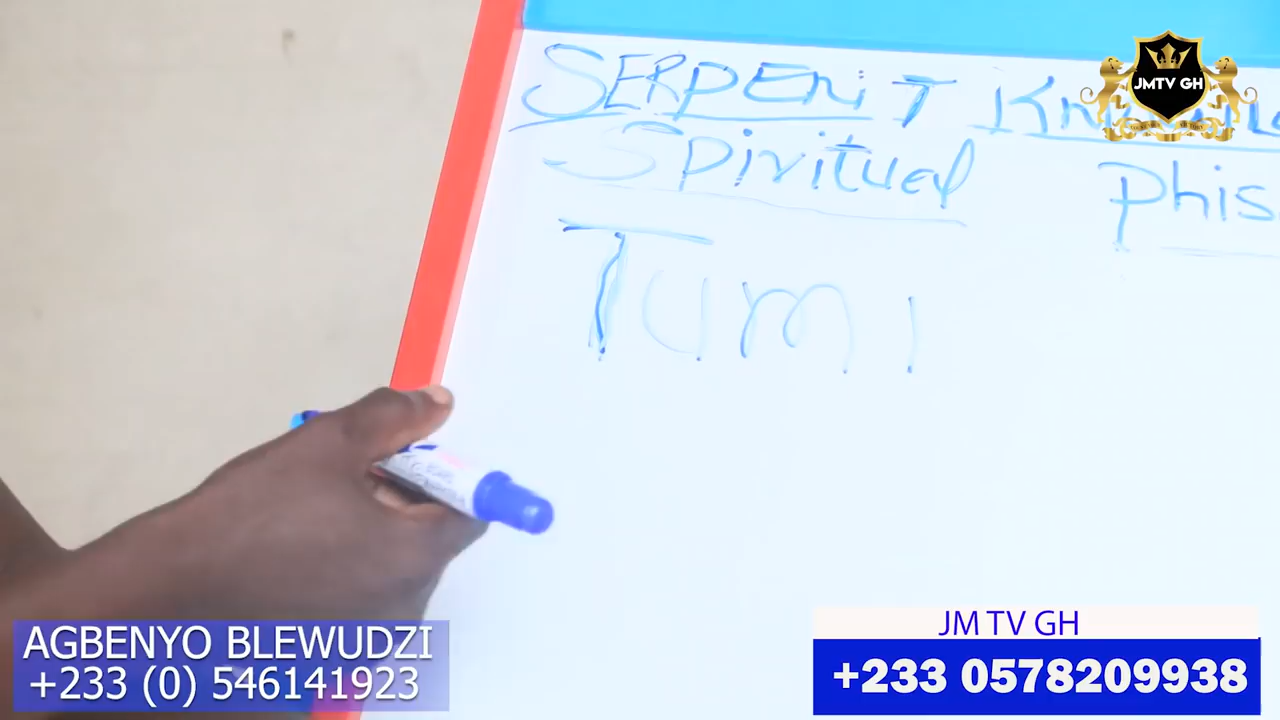 SERPENT
Spiritual Phis
Tumi
JMTV GH
AGBENYO BLEWUDZI
+233 (0) 546141923
JM TV GH
+233 0578209938